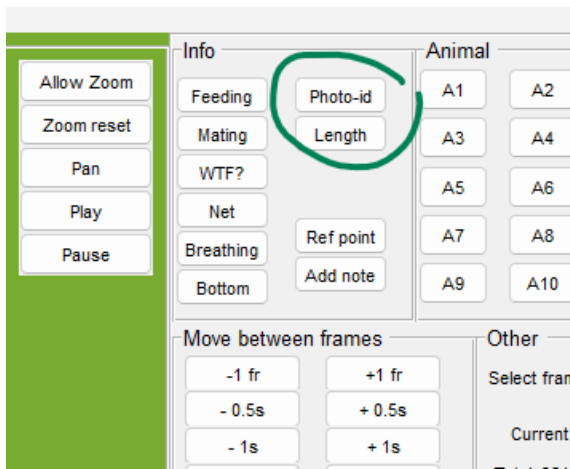 Info
Animal
Allow Zoom
Zoom reset
Pan
Play
Pause
Feeding
Photo-id
Mating
Length
WTF?
Net
Breathing
Ref point
Bottom
Add note
A1
A2
A3
A4
A5
A6
A7
A8
A9
A10
Move between frames
-1 fr
+1 fr
- 0.5s
+ 0.5s
- 1s
+ 1s
Other
Select fran
Current